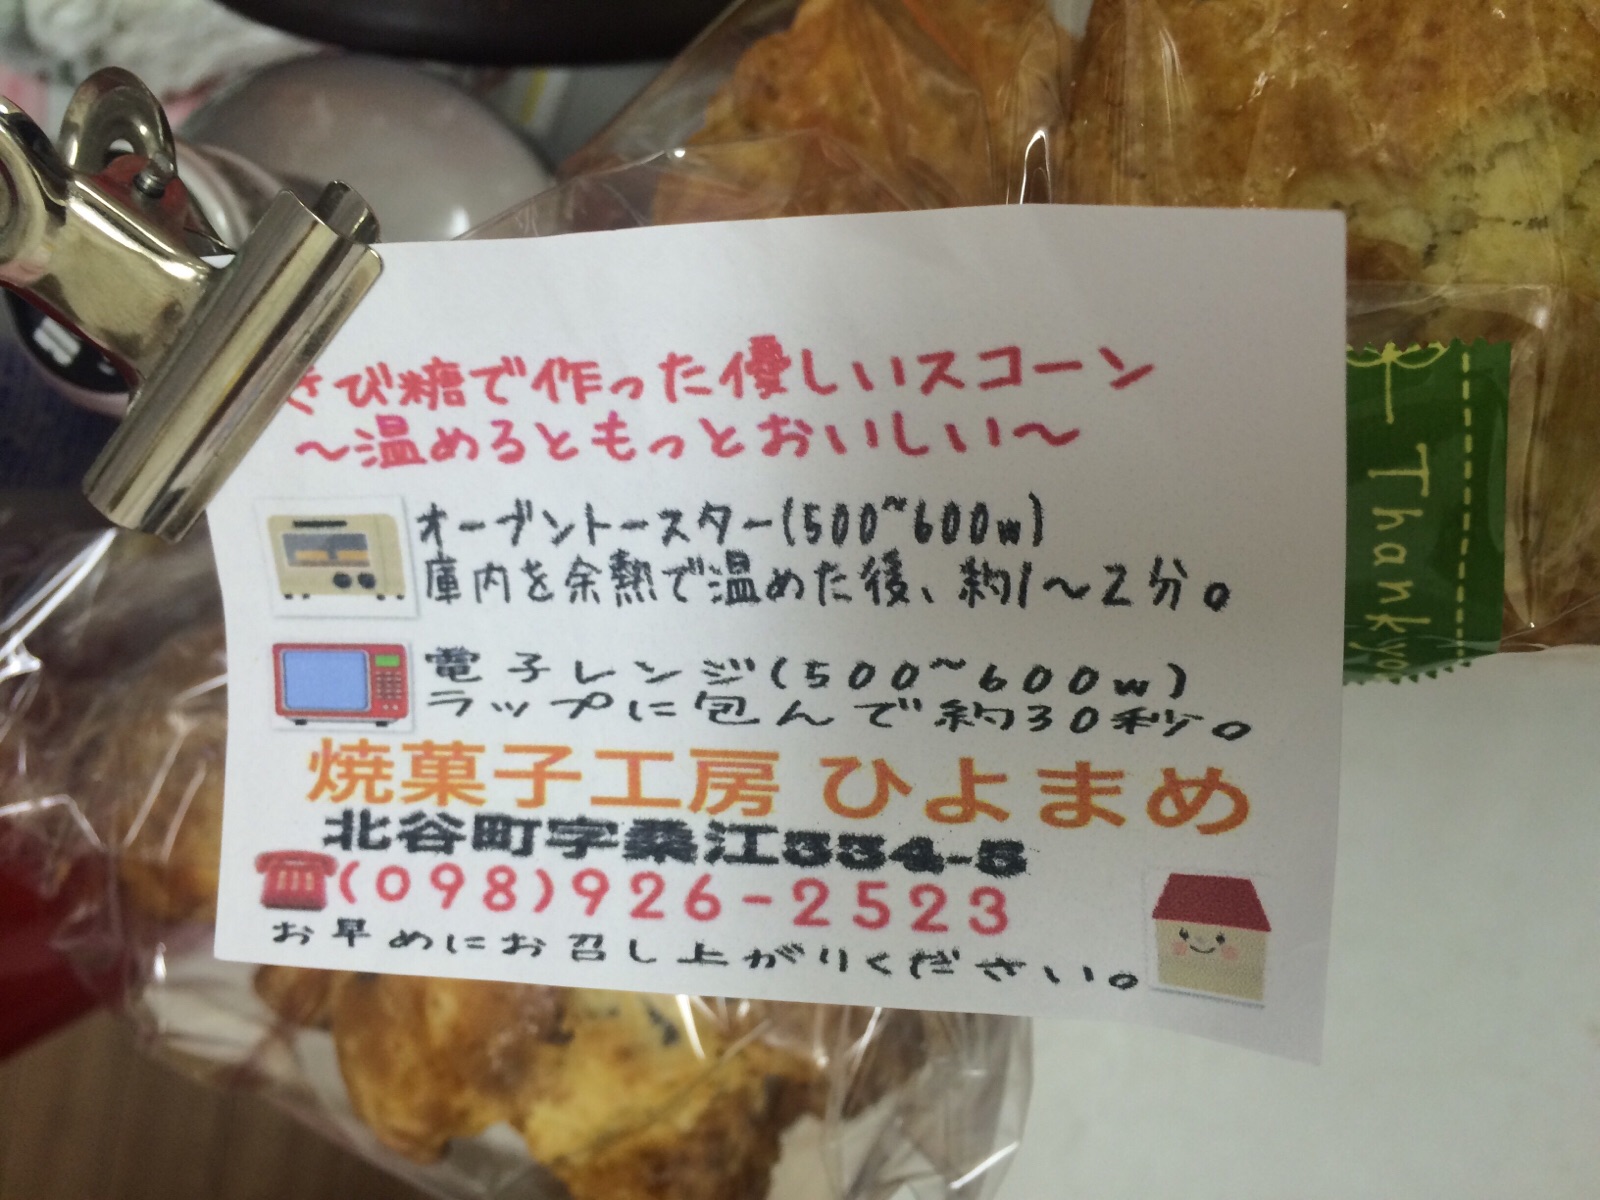 きび糖で作った優しいスコーン
～温めるともっとおいしい～
オーブントースター(500~600w)
庫内を余熱で温めた後、約1～2分。
電子レンジ(500~600w)
ラップに包んで約30秒。
焼菓子工房 ひよまめ
北谷町字桑江
☎(098)926-2523
お早めにお召し上がりください。
Thankyo